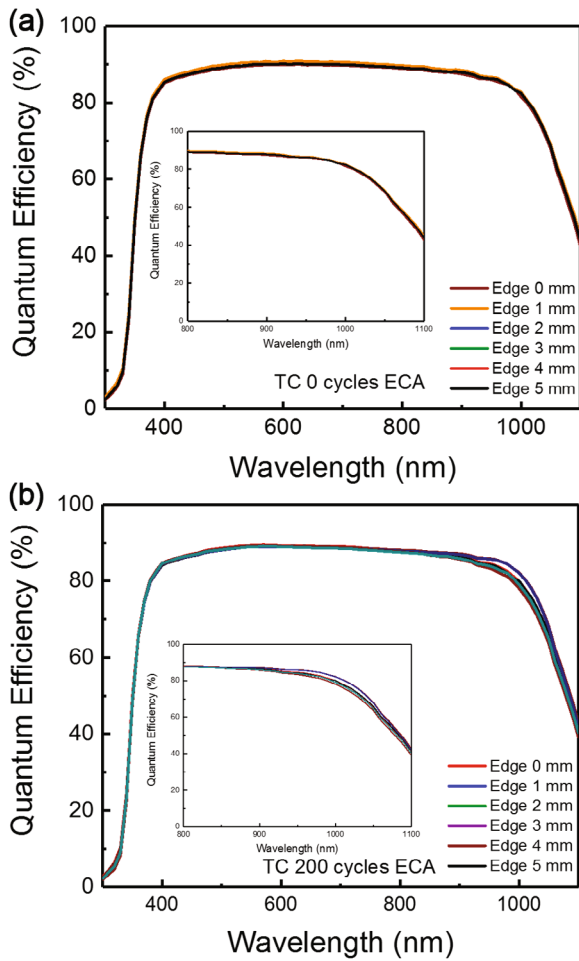 (a)
100
80
60
40
20
0
Quantum Efficiency (%)
400
600
800
1000
Wavelength (nm)
100
80
60
40
20
0
Quantum Efficiency (%)
800
900
1000
1100
Wavelength (nm)
Edge 0 mm
Edge 1 mm
Edge 2 mm
Edge 3 mm
Edge 4 mm
Edge 5 mm
TC 0 cycles ECA
(b)
100
80
60
40
20
0
Quantum Efficiency (%)
400
600
800
1000
Wavelength (nm)
100
80
60
40
20
0
Quantum Efficiency (%)
800
900
1000
1100
Wavelength (nm)
Edge 0 mm
Edge 1 mm
Edge 2 mm
Edge 3 mm
Edge 4 mm
Edge 5 mm
TC 200 cycles ECA